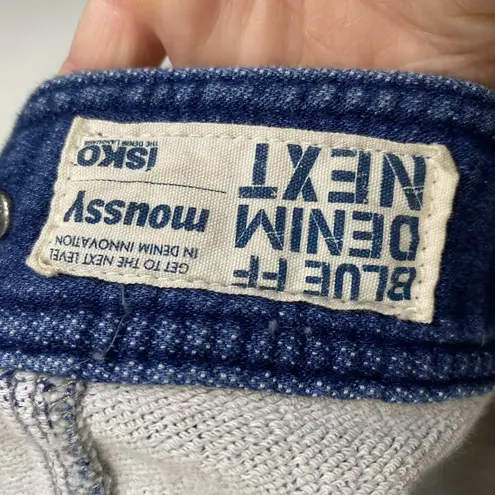 BLUE FF
DENIM
NEXT
GET TO THE NEXT LEVEL
IN DENIM INNOVATION
moussy
ISKO
THE DENIM LANGUAGE